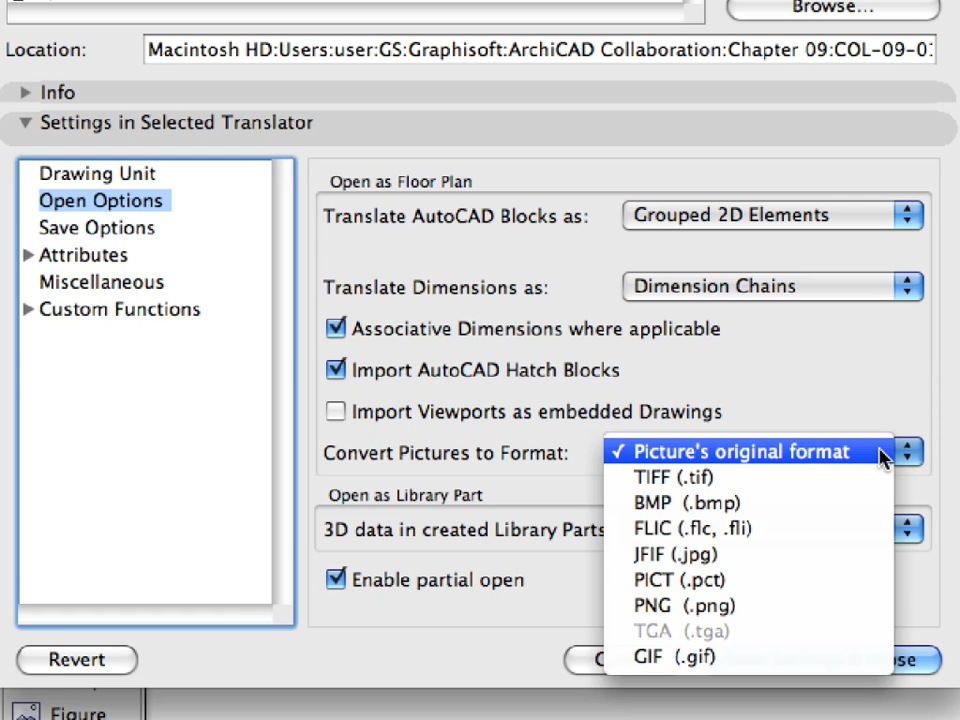 Browse...
Location: Macintosh HD:Users:user:GS:Graphisoft:ArchiCAD Collaboration:Chapter 09:COL-09-01
Info
Settings in Selected Translator
Drawing Unit
Open Options
Save Options
Attributes
Miscellaneous
Custom Functions
Open as Floor Plan
Translate AutoCAD Blocks as: Grouped 2D Elements
Translate Dimensions as: Dimension Chains
Associative Dimensions where applicable
Import AutoCAD Hatch Blocks
Import Viewports as embedded Drawings
Convert Pictures to Format: ✓ Picture's original format
TIFF (.tif)
BMP (.bmp)
FLIC (.flc, .fli)
JFIF (.jpg)
PICT (.pct)
PNG (.png)
TGA (.tga)
GIF (.gif)
Open as Library Part
3D data in created Library Parts
Enable partial open
Revert
Figure